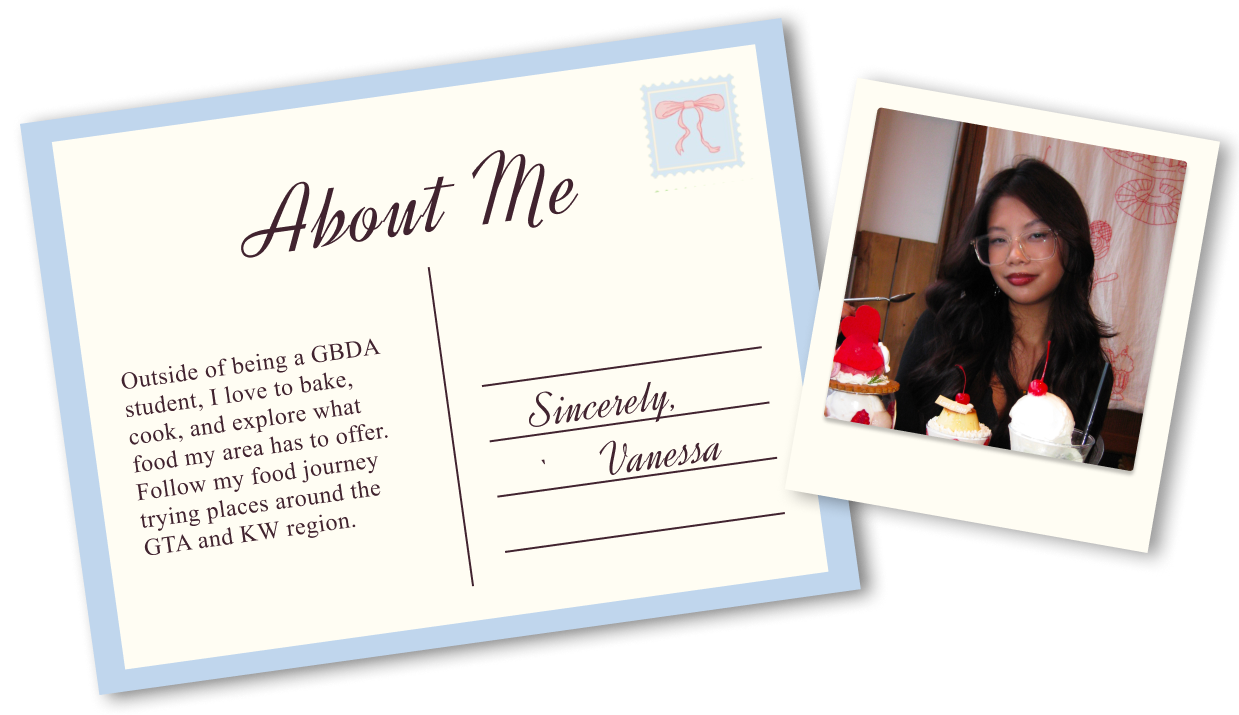 About Me
Outside of being a GBDA
student, I love to bake,
cook, and explore what
food my area has to offer.
Follow my food journey
trying places around the
GTA and KW region.
Sincerely,
Vanessa